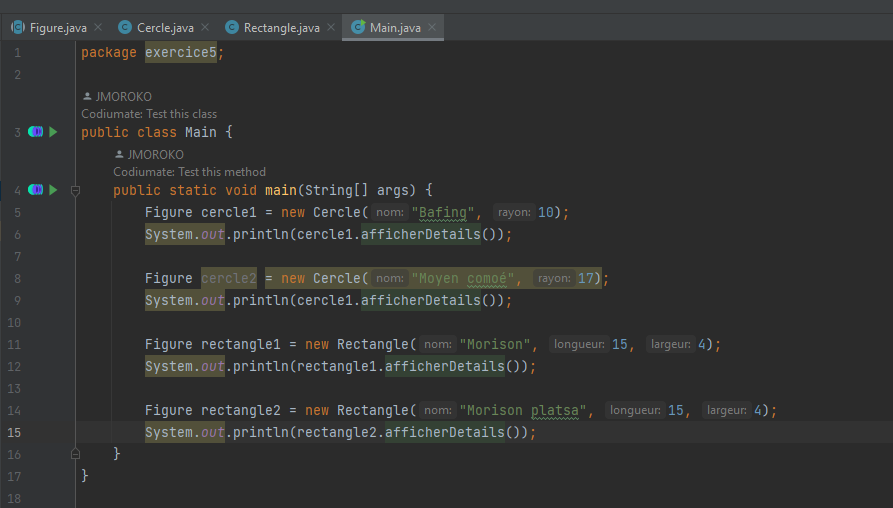 Figure.java Cercle.java Rectangle.java Main.java
1 package exercice5;
2
JMOROKO
Codiumate: Test this class
3 public class Main {
JMOROKO
Codiumate: Test this method
4 public static void main(String[] args) {
5 Figure cercle1 = new Cercle( nom: "Bafing", rayon: 10);
6 System.out.println(cercle1.afficherDetails());
7
8 Figure cercle2 = new Cercle( nom: "Moyen comoé", rayon: 17);
9 System.out.println(cercle1.afficherDetails());
10
11 Figure rectangle1 = new Rectangle( nom: "Morison", longueur: 15, largeur: 4);
12 System.out.println(rectangle1.afficherDetails());
13
14 Figure rectangle2 = new Rectangle( nom: "Morison platsa", longueur: 15, largeur: 4);
15 System.out.println(rectangle2.afficherDetails());
16 }
17 }
18